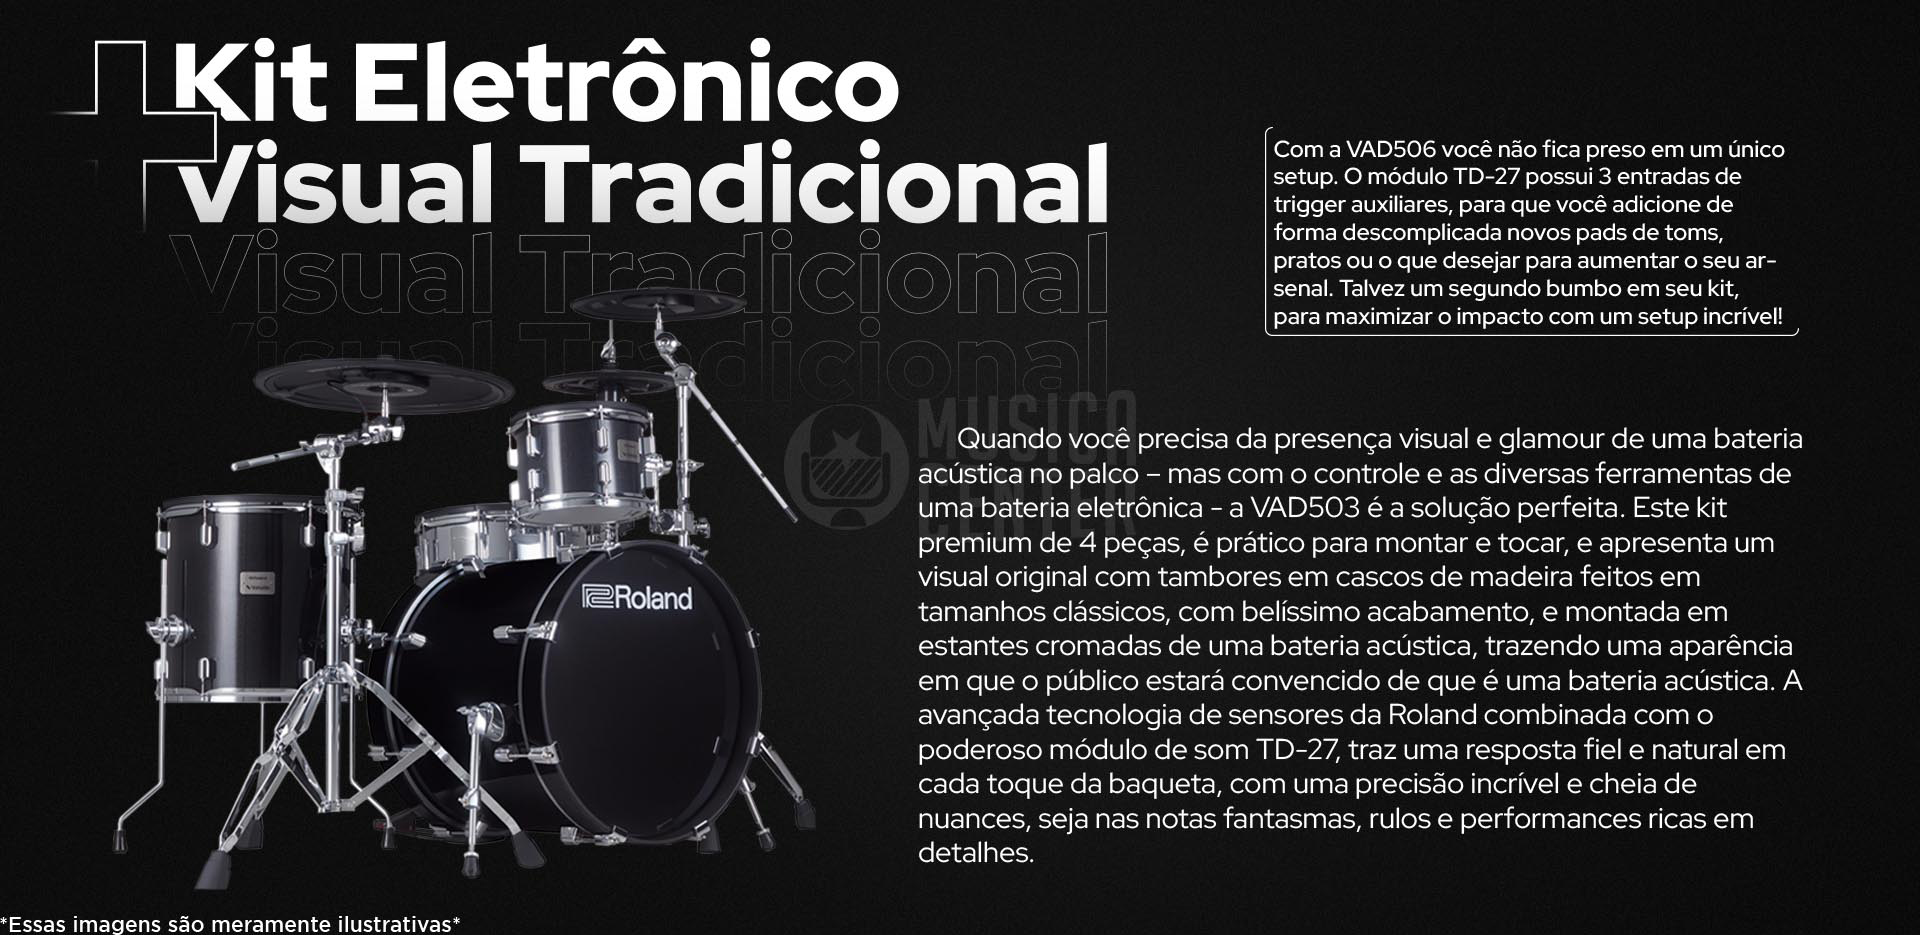 Kit Eletrônico
Visual Tradicional
Visual Tradicional
Visual Tradicional
Com a VAD506 você não fica preso em um único
setup. O módulo TD-27 possui 3 entradas de
trigger auxiliares, para que você adicione de
forma descomplicada novos pads de toms,
pratos ou o que desejar para aumentar o seu ar-
senal. Talvez um segundo bumbo em seu kit,
para maximizar o impacto com um setup incrível!
MUSICA
CENTER
Quando você precisa da presença visual e glamour de uma bateria
acústica no palco – mas com o controle e as diversas ferramentas de
uma bateria eletrônica - a VAD503 é a solução perfeita. Este kit
premium de 4 peças, é prático para montar e tocar, e apresenta um
visual original com tambores em cascos de madeira feitos em
tamanhos clássicos, com belíssimo acabamento, e montada em
estantes cromadas de uma bateria acústica, trazendo uma aparência
em que o público estará convencido de que é uma bateria acústica. A
avançada tecnologia de sensores da Roland combinada com o
poderoso módulo de som TD-27, traz uma resposta fiel e natural em
cada toque da baqueta, com uma precisão incrível e cheia de
nuances, seja nas notas fantasmas, rulos e performances ricas em
detalhes.
Roland
*Essas imagens são meramente ilustrativas*